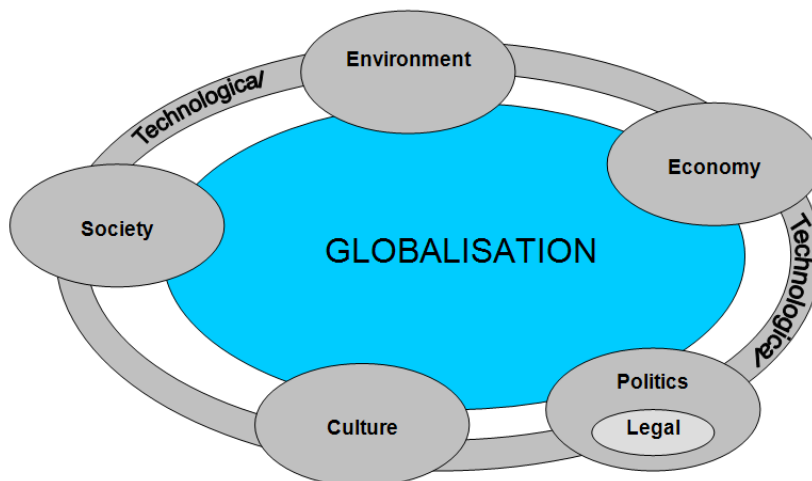 Environment
Technological
Economy
Society
GLOBALISATION
Technological
Politics
Legal
Culture